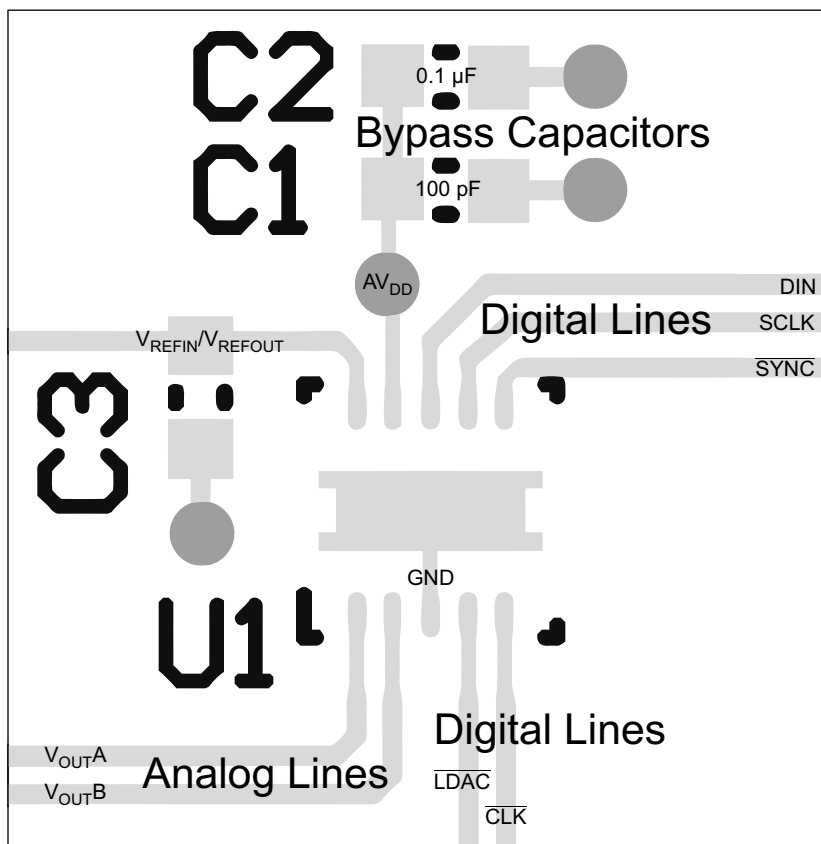 C2
0.1 µF
Bypass Capacitors
C1
100 pF
AVDD
DIN
Digital Lines
SCLK
VREFIN/VREFOUT
SYNC
C3
GND
U1
Digital Lines
VOUTA
Analog Lines
LDAC
VOUTB
CLK